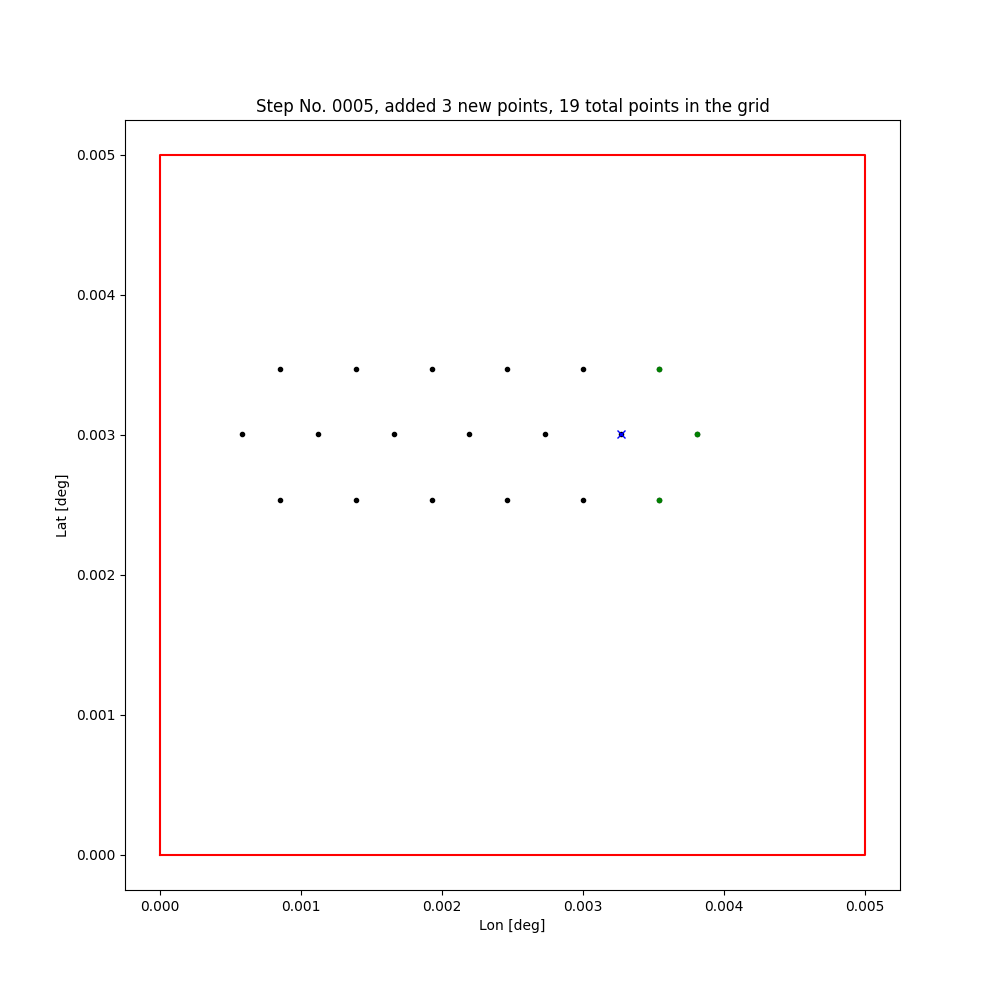 Step No. 0005, added 3 new points, 19 total points in the grid
0.005
0.004
0.003
0.002
0.001
0.000
Lat [deg]
0.000 0.001 0.002 0.003 0.004 0.005
Lon [deg]